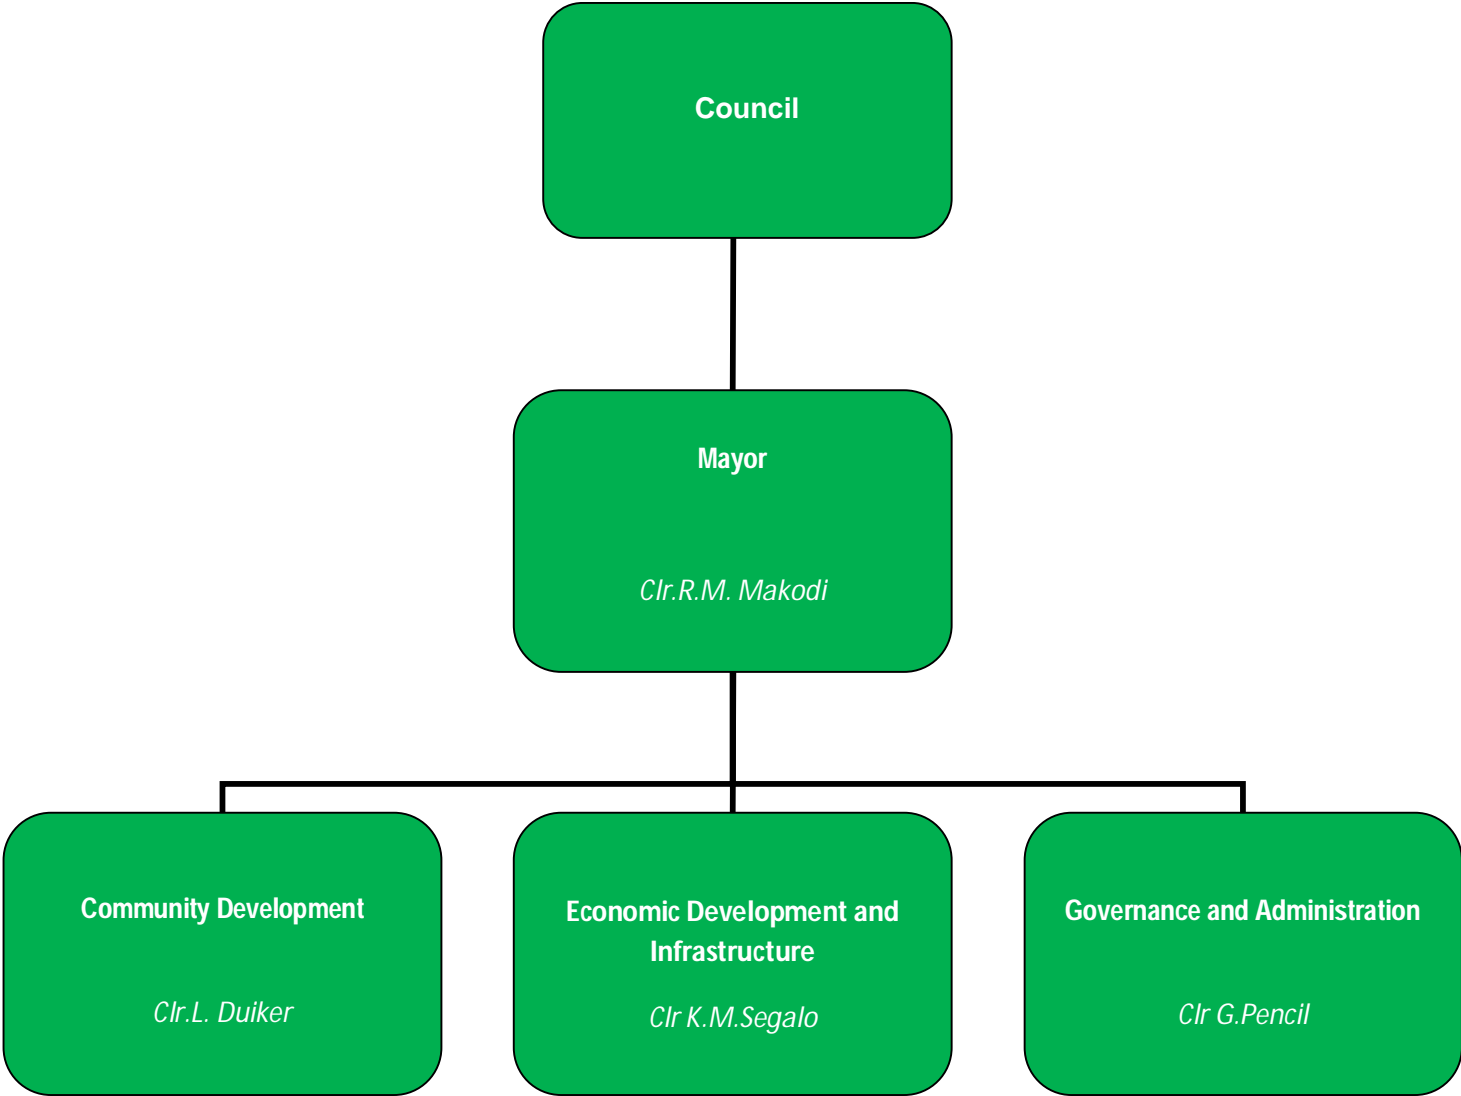 Council
Mayor
Clr.R.M. Makodi
Community Development
Clr.L. Duiker
Economic Development and
Infrastructure
Clr K.M.Segalo
Governance and Administration
Clr G.Pencil